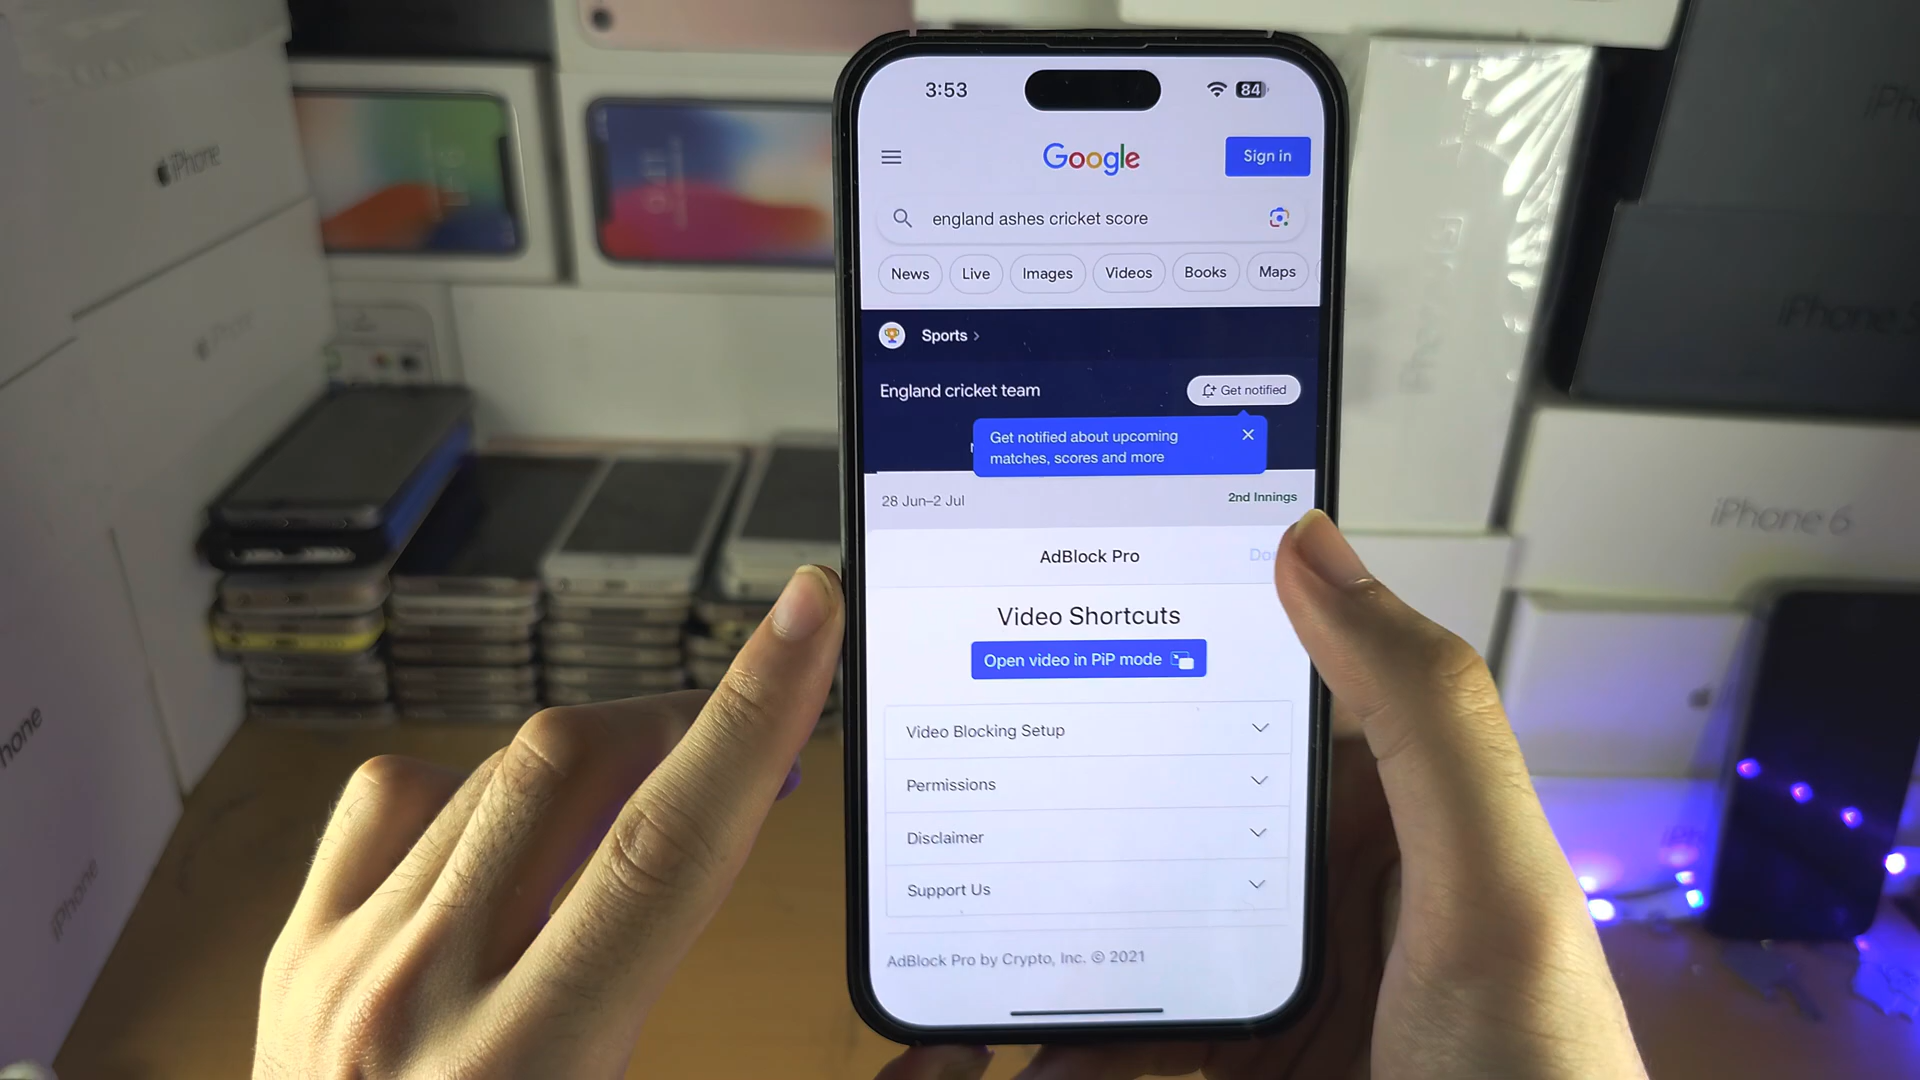 3:53
84
Google
Sign in
england ashes cricket score
News
Live
Images
Videos
Books
Maps
Sports
England cricket team
Get notified
Get notified about upcoming
matches, scores and more
28 Jun–2 Jul
2nd Innings
AdBlock Pro
Video Shortcuts
Open video in PiP mode
Video Blocking Setup
Permissions
Disclaimer
Support Us
AdBlock Pro by Crypto, Inc. © 2021
iPhone
iPhone
iPhone
iPhone 6